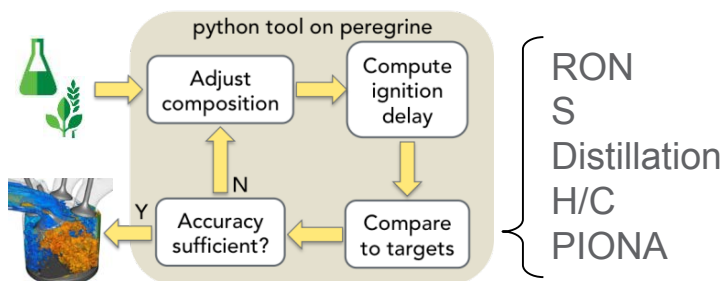 python tool on peregrine
Adjust
composition
Compute
ignition
delay
N
Y
Accuracy
sufficient?
Compare
to targets
RON
S
Distillation
H/C
PIONA